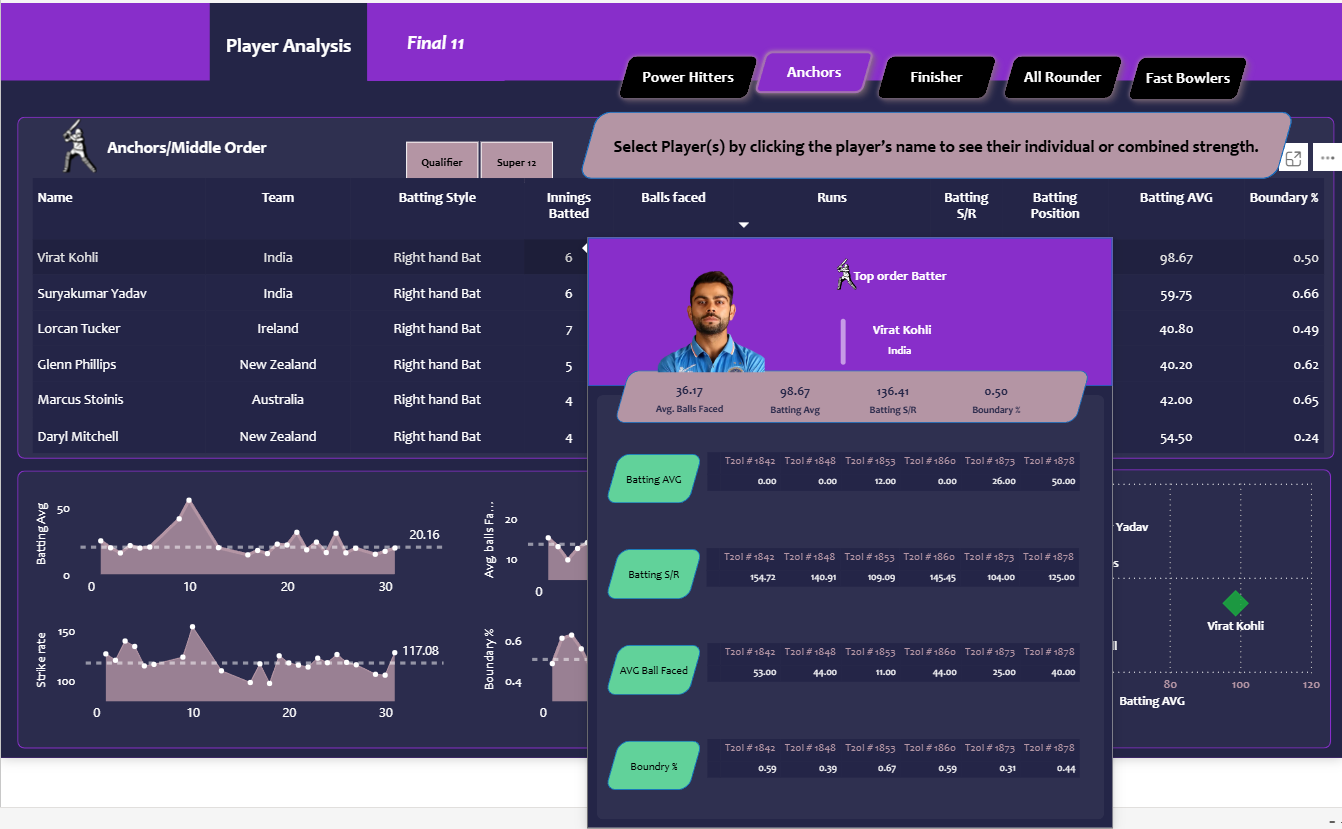 Player Analysis
Final 11
Power Hitters
Anchors
Finisher
All Rounder
Fast Bowlers
Anchors/Middle Order
Qualifier
Super 12
Select Player(s) by clicking the player's name to see their individual or combined strength.
Name Team Batting Style Innings Batted Balls faced Runs Batting S/R Batting Position Batting AVG Boundary %
Virat Kohli India Right hand Bat 6 98.67 0.50
Suryakumar Yadav India Right hand Bat 6 59.75 0.66
Lorcan Tucker Ireland Right hand Bat 7 40.80 0.49
Glenn Phillips New Zealand Right hand Bat 5 40.20 0.62
Marcus Stoinis Australia Right hand Bat 4 42.00 0.65
Daryl Mitchell New Zealand Right hand Bat 4 54.50 0.24
Top order Batter
Virat Kohli
India
36.17 98.67 136.41 0.50
Avg. Balls Faced Batting Avg Batting S/R Boundary %
Batting AVG
T20I # 1842 T20I # 1848 T20I # 1853 T20I # 1860 T20I # 1873 T20I # 1878
0.00 0.00 12.00 0.00 26.00 50.00
Batting S/R
T20I # 1842 T20I # 1848 T20I # 1853 T20I # 1860 T20I # 1873 T20I # 1878
154.72 140.91 109.09 145.45 104.00 125.00
AVG Ball Faced
T20I # 1842 T20I # 1848 T20I # 1853 T20I # 1860 T20I # 1873 T20I # 1878
53.00 44.00 11.00 44.00 25.00 40.00
Boundry %
T20I # 1842 T20I # 1848 T20I # 1853 T20I # 1860 T20I # 1873 T20I # 1878
0.59 0.39 0.67 0.59 0.31 0.44
Batting Avg
50
0
20.16
0 10 20 30
Avg. balls Fa...
20
10
0
Strike rate
150
100
117.08
0 10 20 30
Boundary %
0.6
0.4
0
Yadav
Virat Kohli
80 100 120
Batting AVG